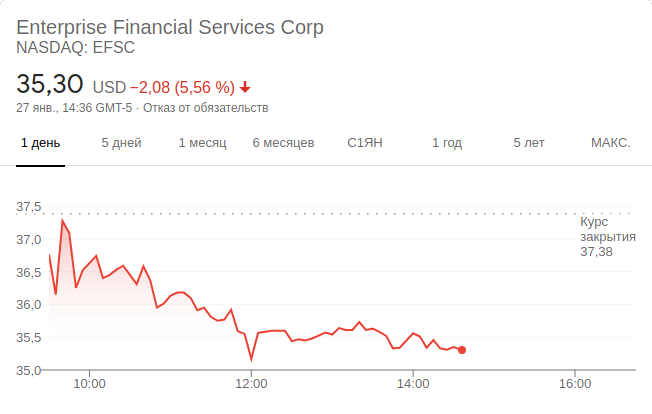 Enterprise Financial Services Corp
NASDAQ: EFSC
35,30 USD −2,08 (5,56 %)
27 янв., 14:36 GMT-5 · Отказ от обязательств
1 день 5 дней 1 месяц 6 месяцев С1ЯН 1 год 5 лет МАКС.
37,5
Курс
закрытия
37,38
37,0
36,5
36,0
35,5
35,0
10:00 12:00 14:00 16:00